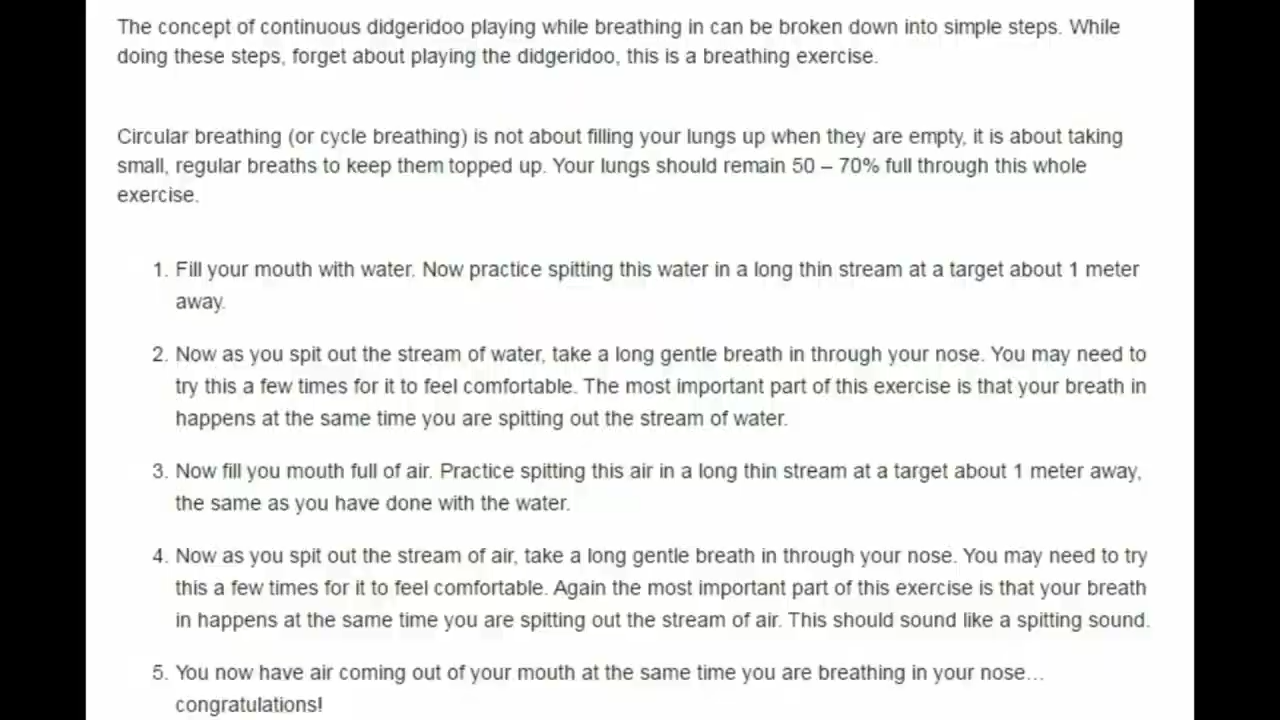 The concept of continuous didgeridoo playing while breathing in can be broken down into simple steps. While
doing these steps, forget about playing the didgeridoo, this is a breathing exercise.
Circular breathing (or cycle breathing) is not about filling your lungs up when they are empty, it is about taking
small, regular breaths to keep them topped up. Your lungs should remain 50 – 70% full through this whole
exercise.
1. Fill your mouth with water. Now practice spitting this water in a long thin stream at a target about 1 meter
away.
2. Now as you spit out the stream of water, take a long gentle breath in through your nose. You may need to
try this a few times for it to feel comfortable. The most important part of this exercise is that your breath in
happens at the same time you are spitting out the stream of water.
3. Now fill you mouth full of air. Practice spitting this air in a long thin stream at a target about 1 meter away,
the same as you have done with the water.
4. Now as you spit out the stream of air, take a long gentle breath in through your nose. You may need to try
this a few times for it to feel comfortable. Again the most important part of this exercise is that your breath
in happens at the same time you are spitting out the stream of air. This should sound like a spitting sound.
5. You now have air coming out of your mouth at the same time you are breathing in your nose…
congratulations!